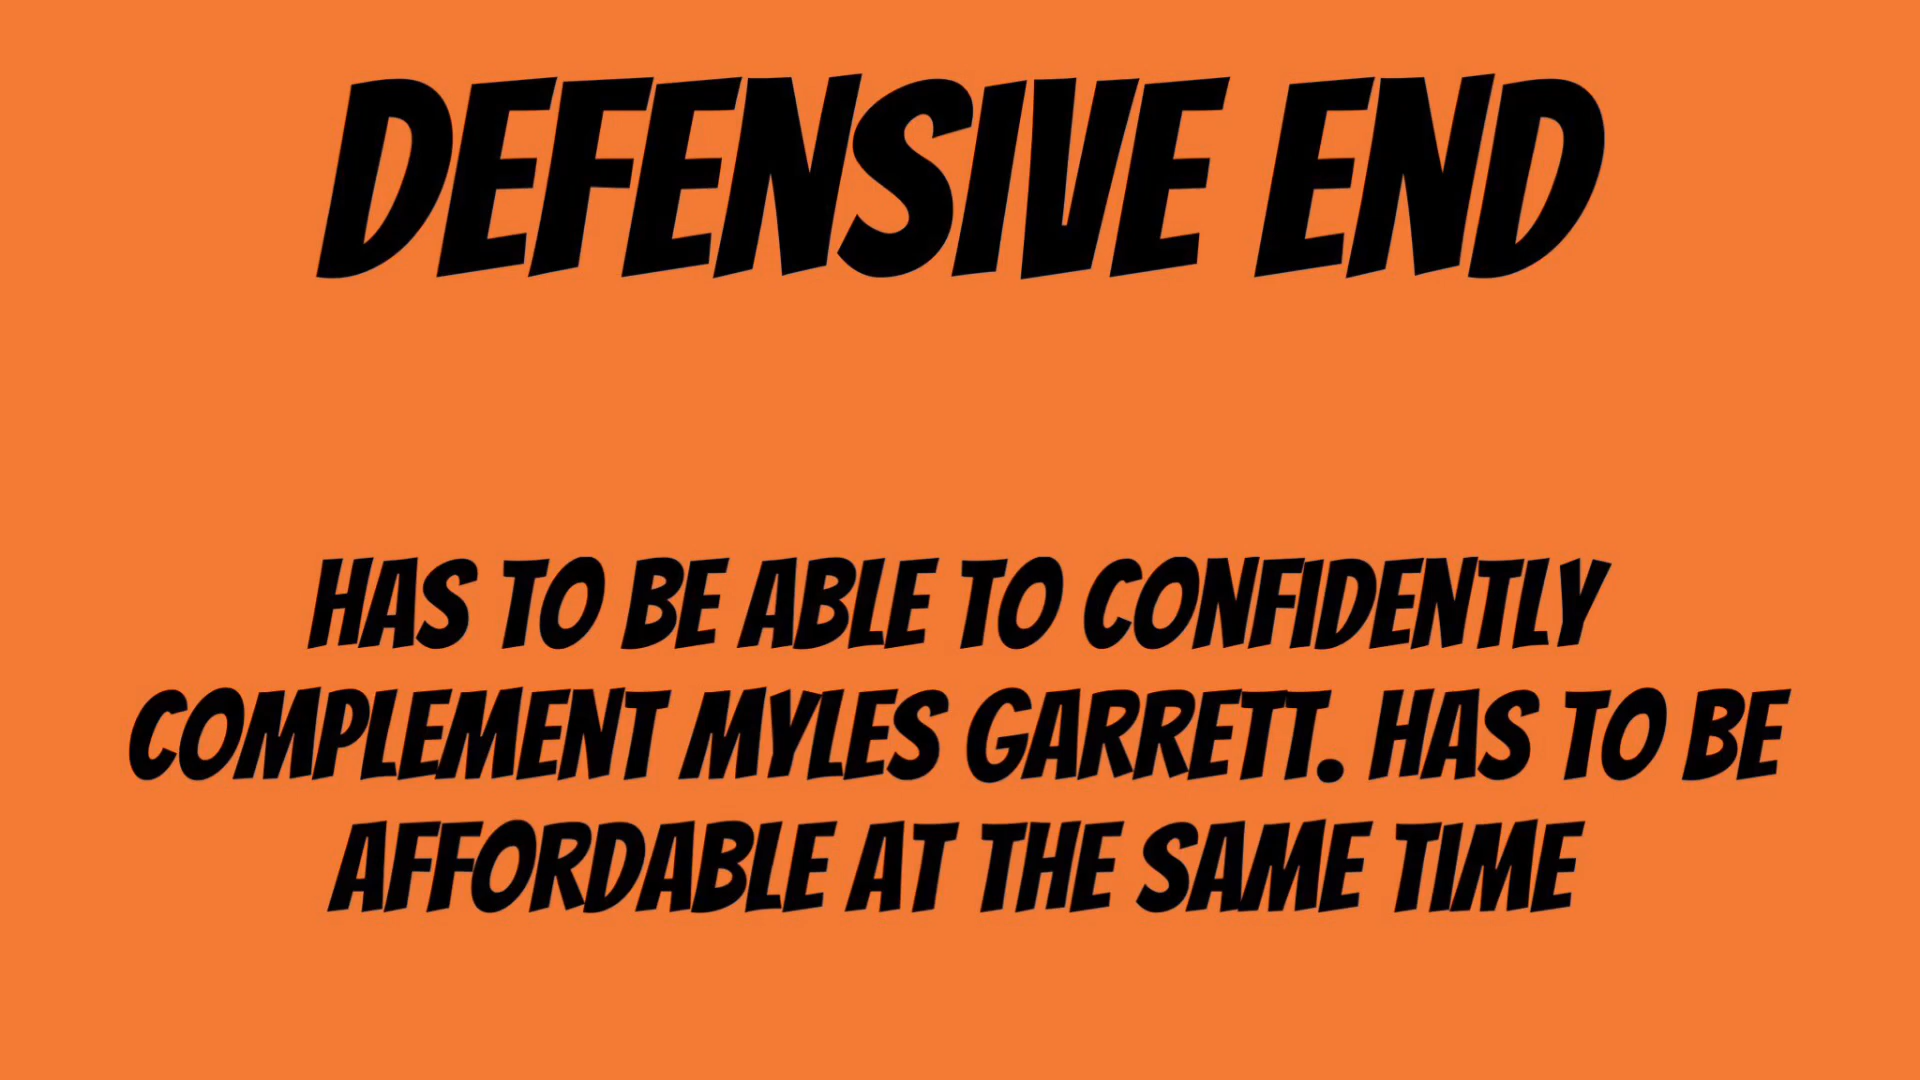 DEFENSIVE END
HAS TO BE ABLE TO CONFIDENTLY
COMPLEMENT MYLES GARRETT. HAS TO BE
AFFORDABLE AT THE SAME TIME